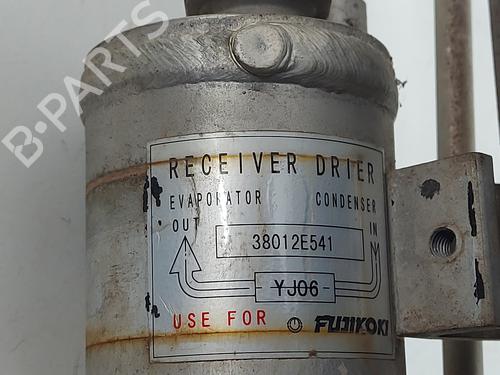 B-PARTS
RECEIVER DRIER
EVAPORATOR CONDENSER
OUT IN
38012E541
YJ06
USE FOR FUJIKOKI